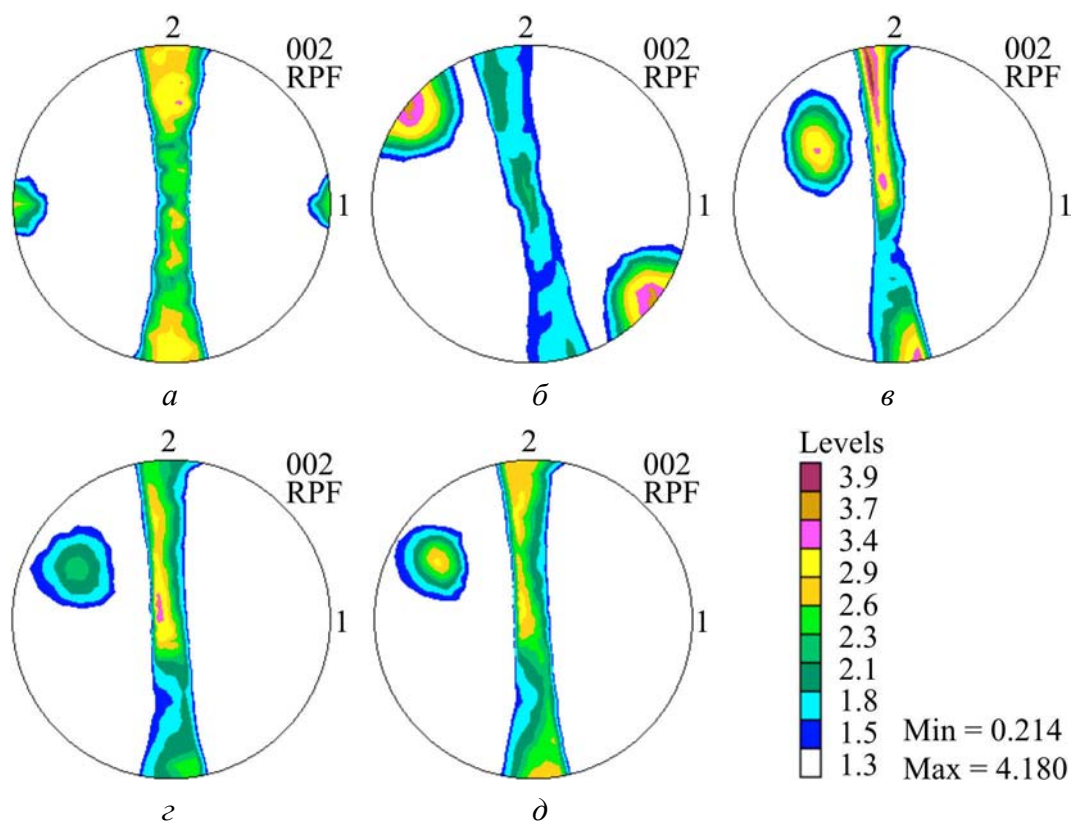 2
002
RPF
1
а
2
002
RPF
1
б
2
002
RPF
1
в
2
002
RPF
1
г
2
002
RPF
1
д
Levels
3.9
3.7
3.4
2.9
2.6
2.3
2.1
1.8
1.5
1.3
Min = 0.214
Max = 4.180